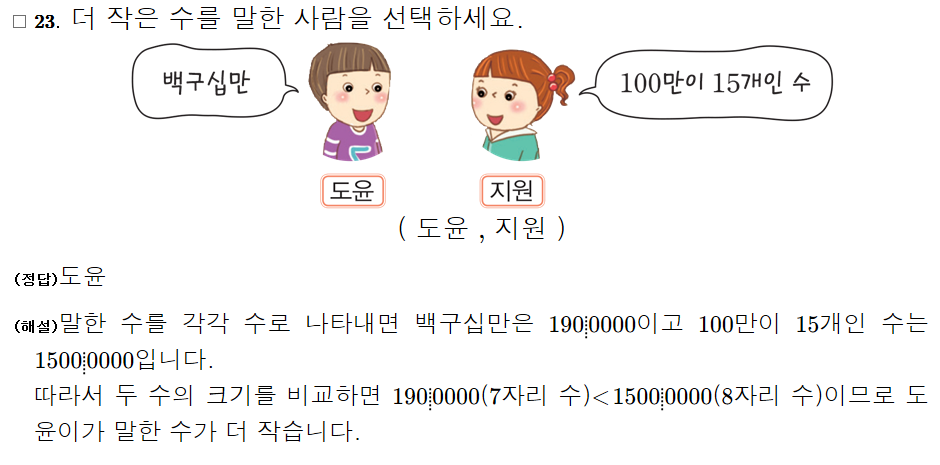 □ 23. 더 작은 수를 말한 사람을 선택하세요.
백구십만
100만이 15개인 수
도윤
지원
( 도윤 , 지원 )
(정답)도윤
(해설)말한 수를 각각 수로 나타내면 백구십만은 190┊0000이고 100만이 15개인 수는
1500┊0000입니다.
따라서 두 수의 크기를 비교하면 190┊0000(7자리 수)<1500┊0000(8자리 수)이므로 도
윤이가 말한 수가 더 작습니다.